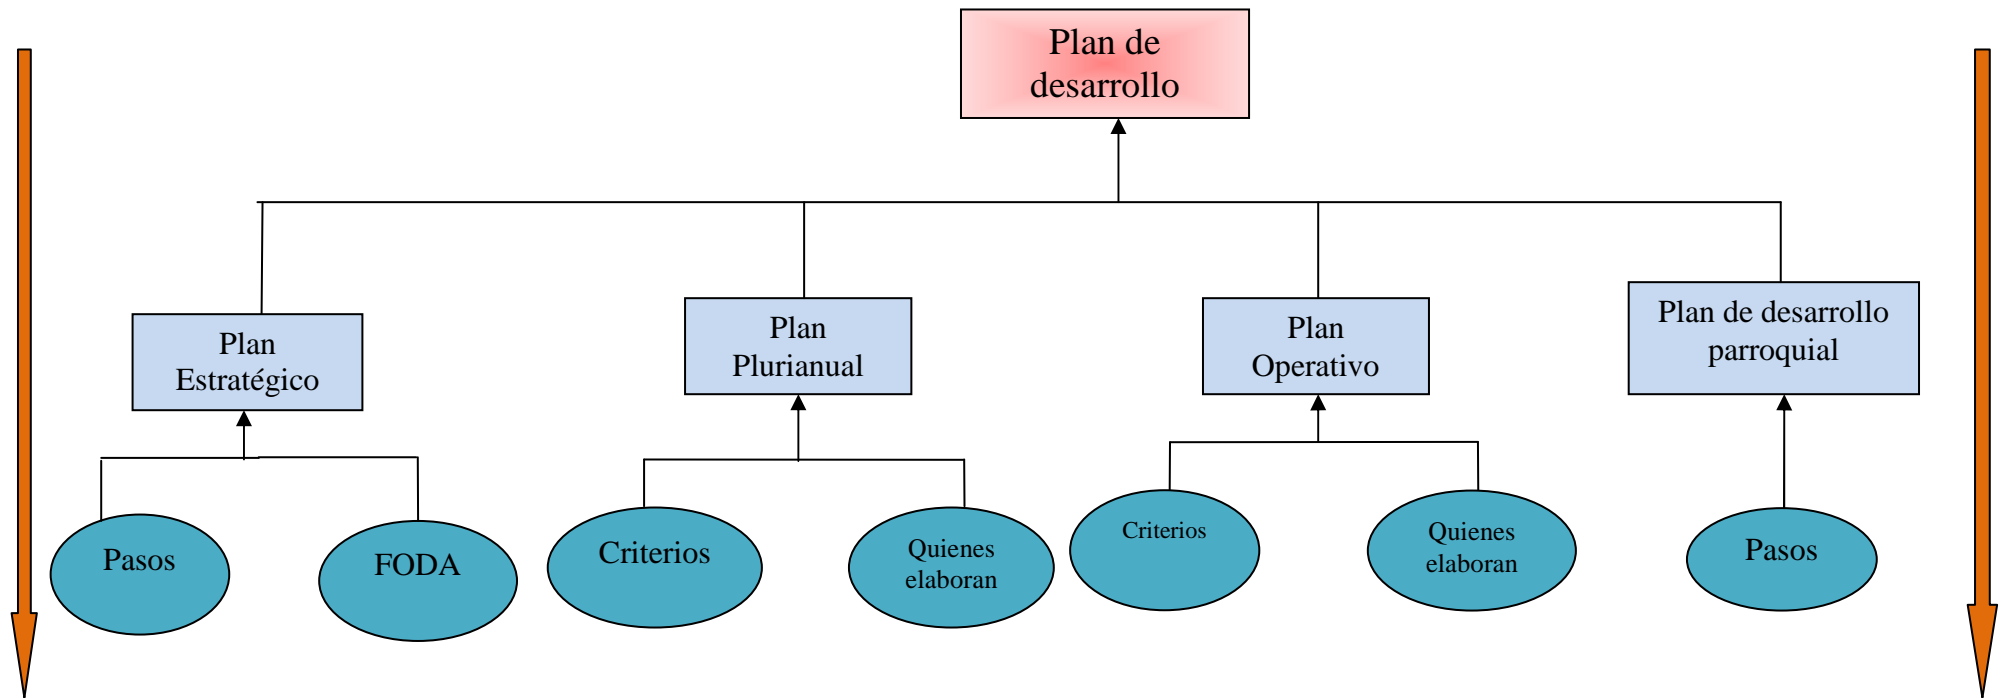 Plan de
desarrollo
Plan
Estratégico
Plan
Plurianual
Plan
Operativo
Plan de desarrollo
parroquial
Pasos
FODA
Criterios
Quienes
elaboran
Criterios
Quienes
elaboran
Pasos